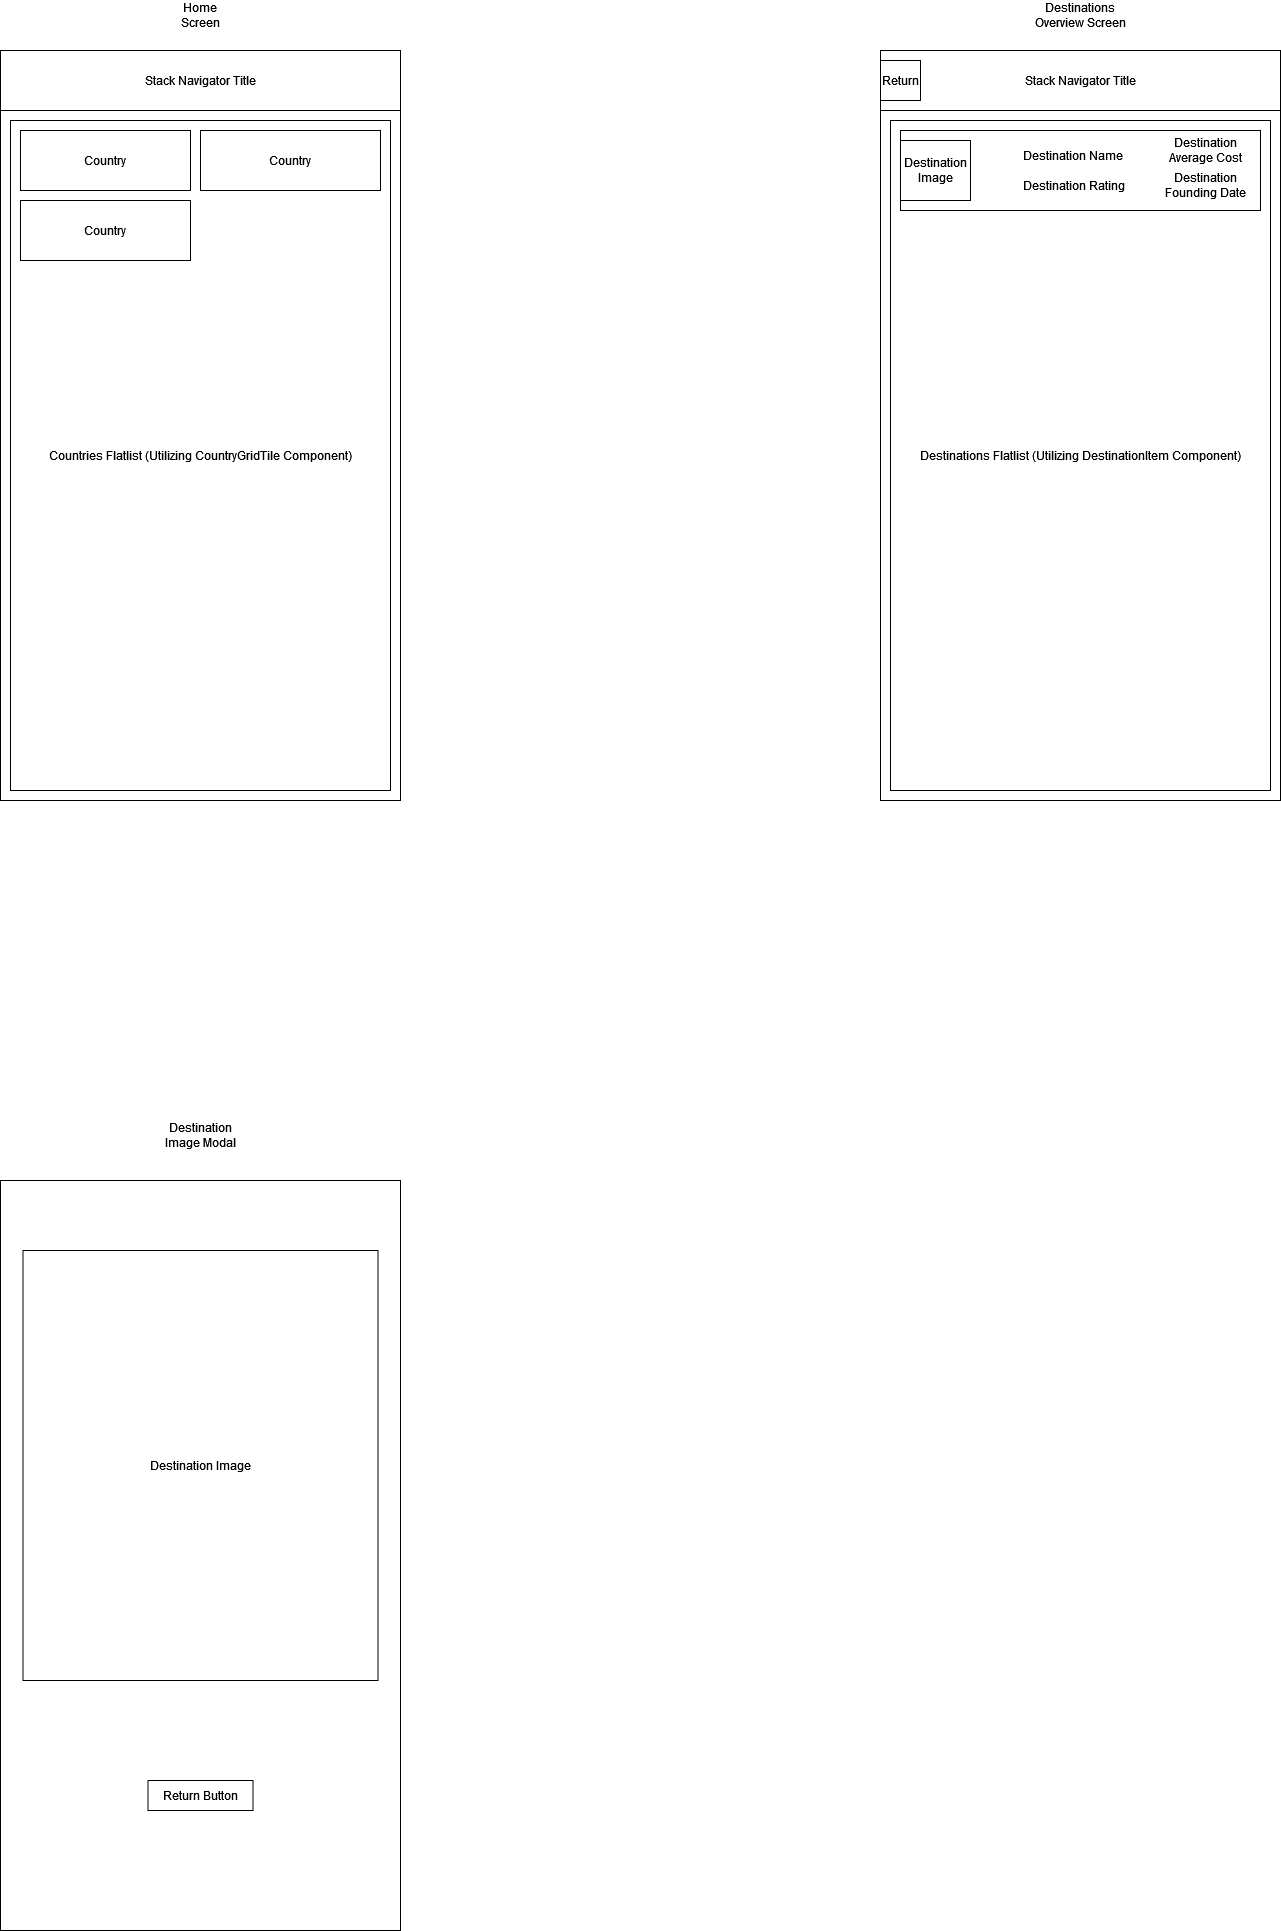 Home
Screen
Stack Navigator Title
Country
Country
Country
Countries Flatlist (Utilizing CountryGridTile Component)
Destinations
Overview Screen
Return
Stack Navigator Title
Destination
Image
Destination Name
Destination Rating
Destination
Average Cost
Destination
Founding Date
Destinations Flatlist (Utilizing DestinationItem Component)
Destination
Image Modal
Destination Image
Return Button